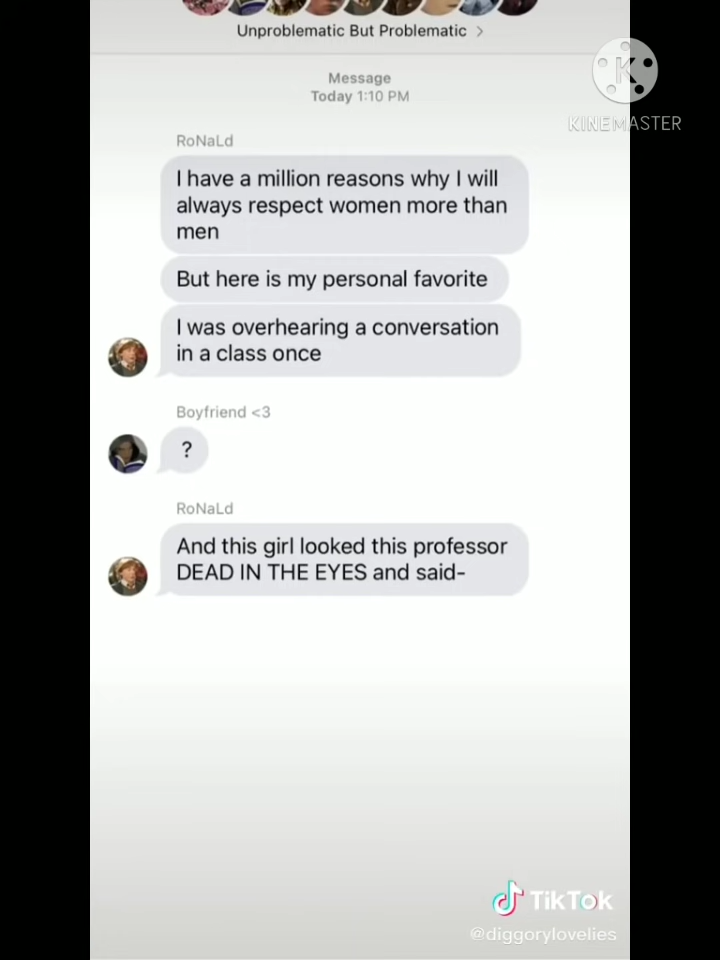 Unproblematic But Problematic >
K
KINEMASTER
Message
Today 1:10 PM
RoNaLd
I have a million reasons why I will
always respect women more than
men
But here is my personal favorite
I was overhearing a conversation
in a class once
Boyfriend <3
?
RoNaLd
And this girl looked this professor
DEAD IN THE EYES and said-
TikTok
@diggorylovelies